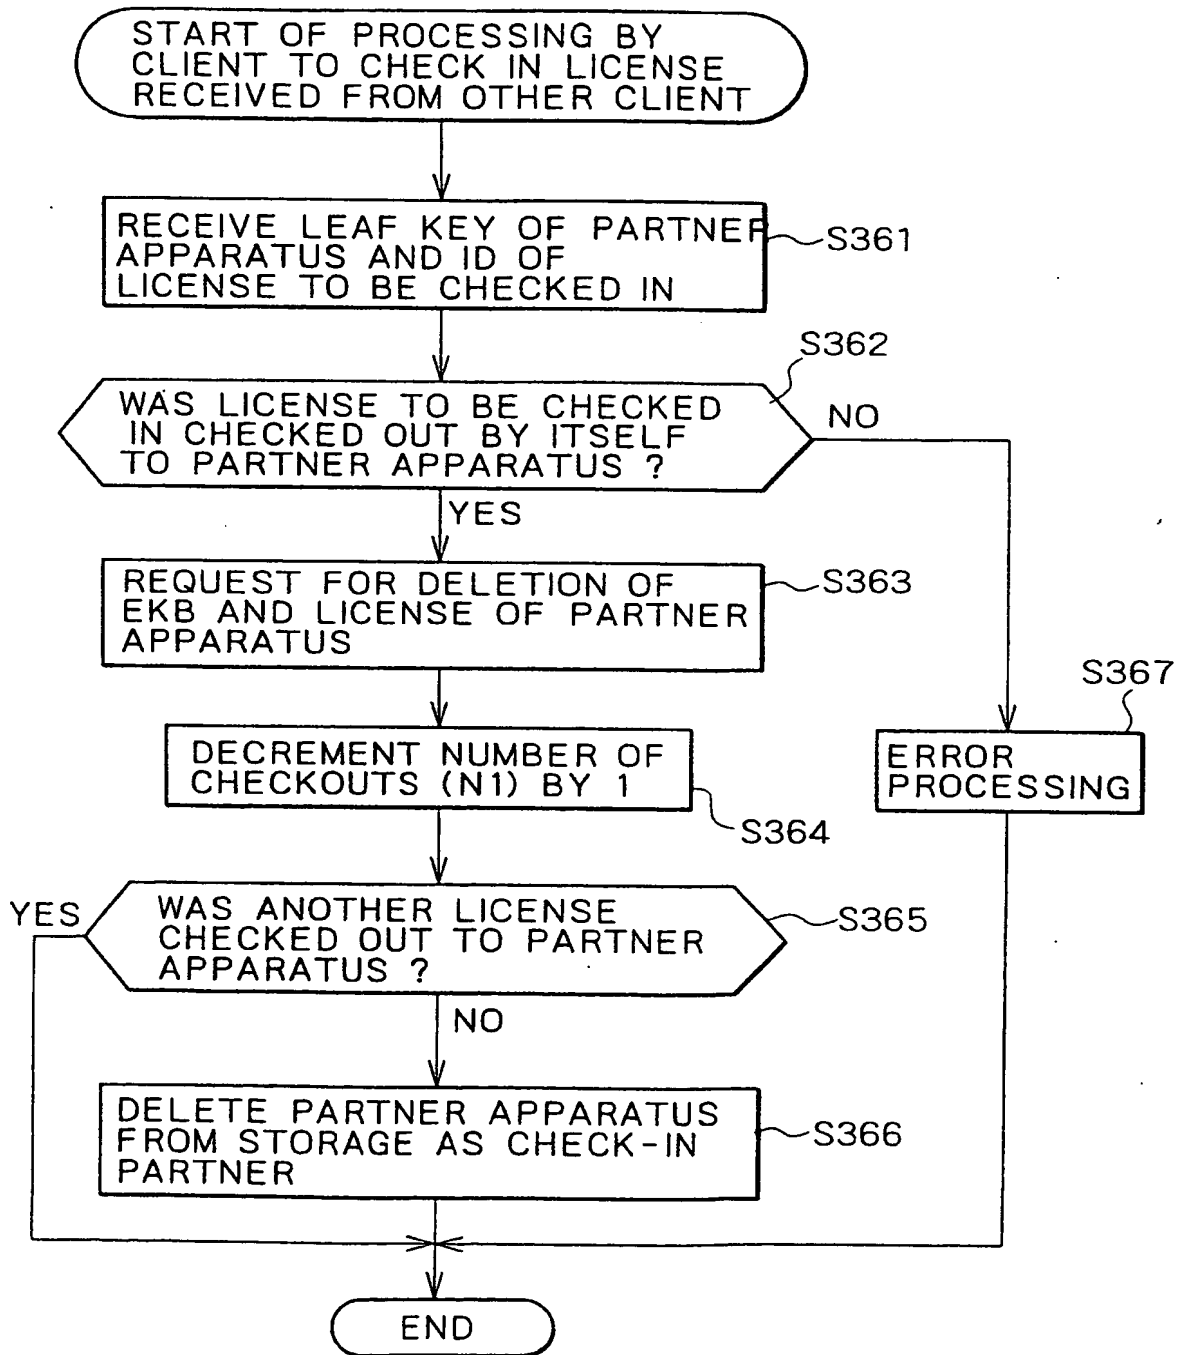 START OF PROCESSING BY
CLIENT TO CHECK IN LICENSE
RECEIVED FROM OTHER CLIENT
RECEIVE LEAF KEY OF PARTNER
APPARATUS AND ID OF
LICENSE TO BE CHECKED IN
S361
S362
WAS LICENSE TO BE CHECKED
IN CHECKED OUT BY ITSELF
TO PARTNER APPARATUS ?
NO
YES
REQUEST FOR DELETION OF
EKB AND LICENSE OF PARTNER
APPARATUS.
S363
S367
DECREMENT NUMBER OF
CHECKOUTS (N1) BY 1
ERROR
PROCESSING
S364
YES
WAS ANOTHER LICENSE
CHECKED OUT TO PARTNER
APPARATUS ?
S365
NO
DELETE PARTNER APPARATUS
FROM STORAGE AS CHECK-IN
PARTNER
S366
END